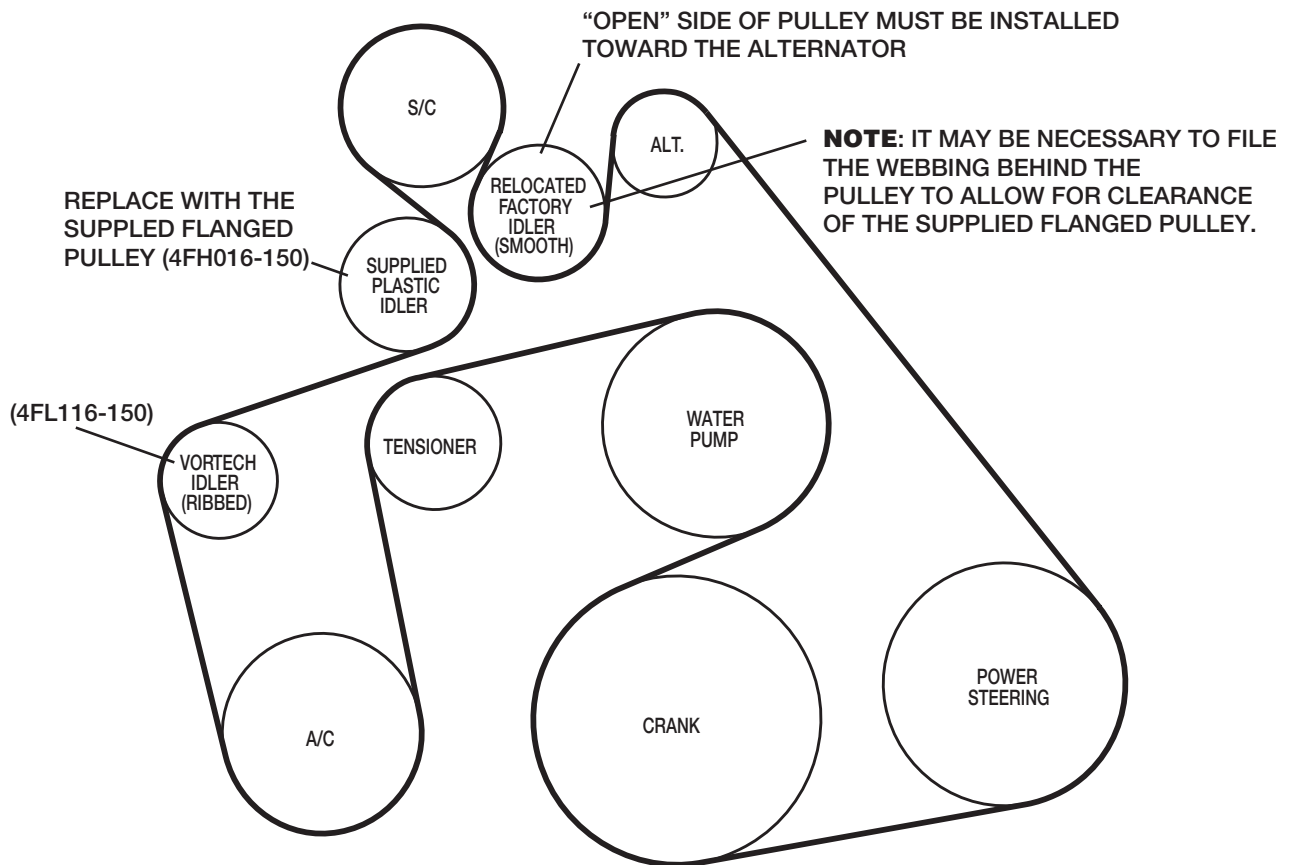 “OPEN” SIDE OF PULLEY MUST BE INSTALLED
TOWARD THE ALTERNATOR
S/C
ALT.
NOTE: IT MAY BE NECESSARY TO FILE
THE WEBBING BEHIND THE
PULLEY TO ALLOW FOR CLEARANCE
OF THE SUPPLIED FLANGED PULLEY.
RELOCATED
FACTORY
IDLER
(SMOOTH)
REPLACE WITH THE
SUPPLED FLANGED
PULLEY (4FH016-150)
SUPPLIED
PLASTIC
IDLER
(4FL116-150)
VORTECH
IDLER
(RIBBED)
TENSIONER
WATER
PUMP
A/C
CRANK
POWER
STEERING